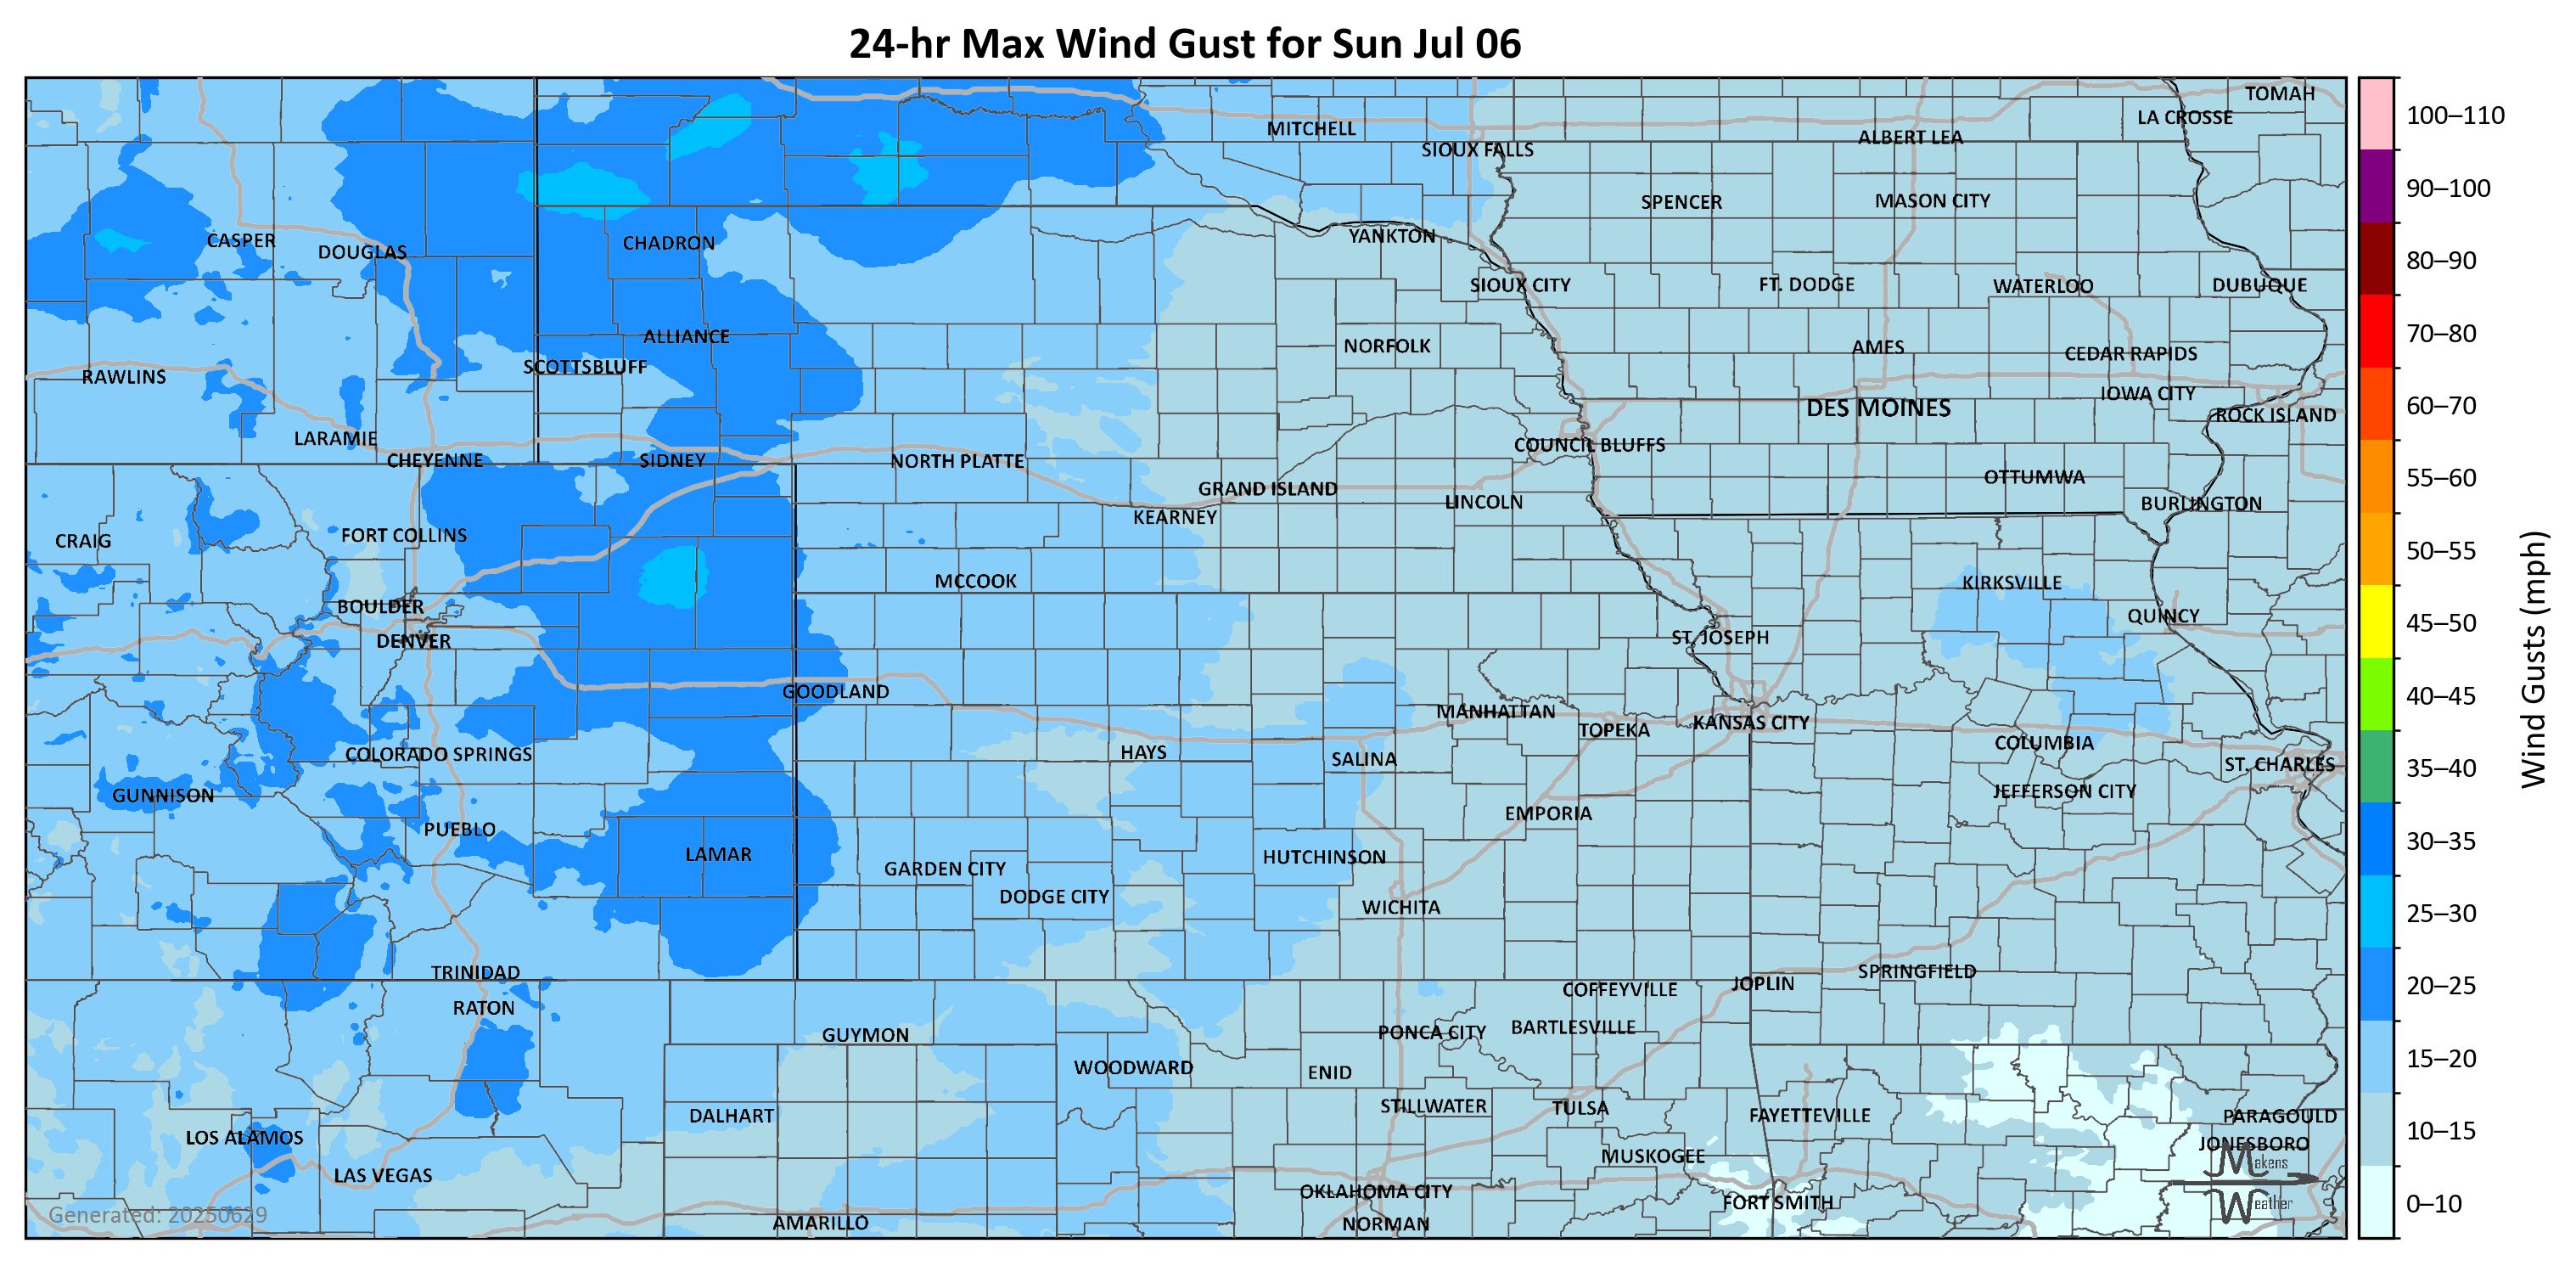 24-hr Max Wind Gust for Sun Jul 06
TOMAH
LA CROSSE
MITCHELL
ALBERT LEA
SIOUX FALLS
SPENCER
MASON CITY
CASPER
DOUGLAS
CHADRON
YANKTON
SIOUX CITY
FT. DODGE
WATERLOO
DUBUQUE
ALLIANCE
NORFOLK
AMES
CEDAR RAPIDS
SCOTTSBLUFF
RAWLINS
IOWA CITY
DES MOINES
ROCK ISLAND
LARAMIE
COUNCIL BLUFFS
CHEYENNE
SIDNEY
NORTH PLATTE
OTTUMWA
GRAND ISLAND
LINCOLN
BURLINGTON
KEARNEY
FORT COLLINS
CRAIG
MCCOOK
KIRKSVILLE
BOULDER
QUINCY
DENVER
ST. JOSEPH
GOODLAND
MANHATTAN
TOPEKA
KANSAS CITY
COLORADO SPRINGS
HAYS
SALINA
COLUMBIA
ST. CHARLES
GUNNISON
JEFFERSON CITY
EMPORIA
PUEBLO
LAMAR
HUTCHINSON
GARDEN CITY
DODGE CITY
WICHITA
TRINIDAD
SPRINGFIELD
JOPLIN
COFFEYVILLE
RATON
GUYMON
PONCA CITY
BARTLESVILLE
WOODWARD
ENID
STILLWATER
TULSA
DALHART
FAYETTEVILLE
PARAGOULD
LOS ALAMOS
JONESBORO
MUSKOGEE
LAS VEGAS
OKLAHOMA CITY
FORT SMITH
AMARILLO
NORMAN
Makens
Weather
Generated: 20250629
100–110
90–100
80–90
70–80
60–70
55–60
50–55
45–50
40–45
35–40
30–35
25–30
20–25
15–20
10–15
0–10
Wind Gusts (mph)